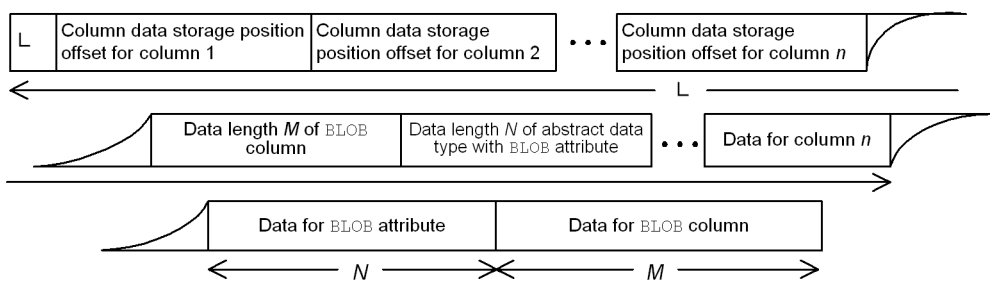 L
Column data storage position
offset for column 1
Column data storage
position offset for column 2
• • •
Column data storage
position offset for column n
L
Data length M of BLOB
column
Data length N of abstract data
type with BLOB attribute
• • •
Data for column n
Data for BLOB attribute
Data for BLOB column
N
M